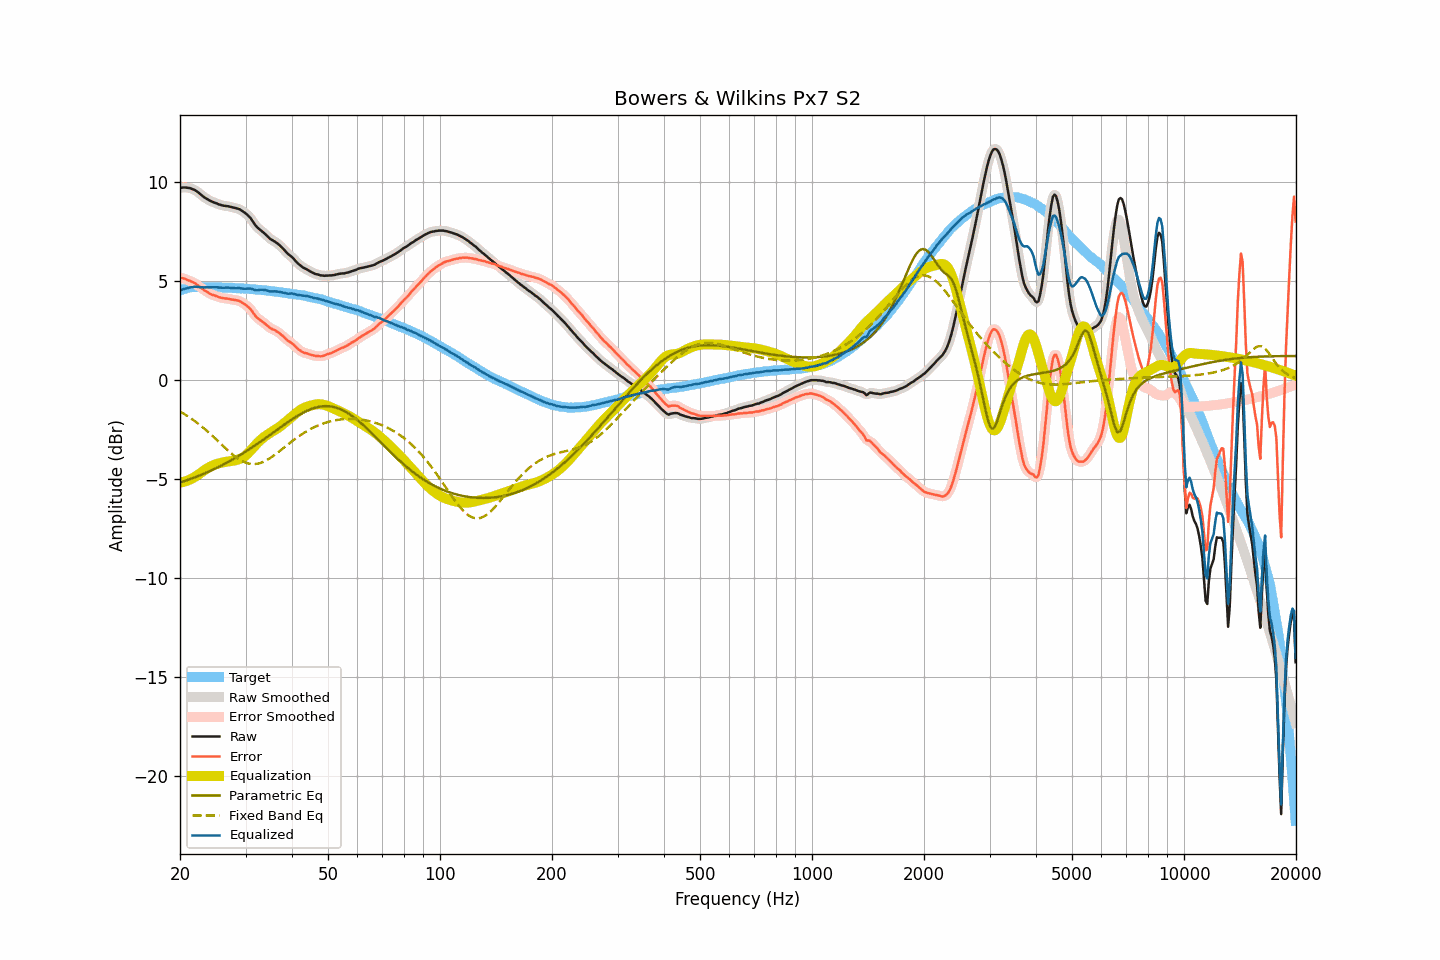 Bowers & Wilkins Px7 S2
10
5
0
−5
−10
−15
−20
Amplitude (dBr)
Target
Raw Smoothed
Error Smoothed
Raw
Error
Equalization
Parametric Eq
Fixed Band Eq
Equalized
20 50 100 200 500 1000 2000 5000 10000 20000
Frequency (Hz)